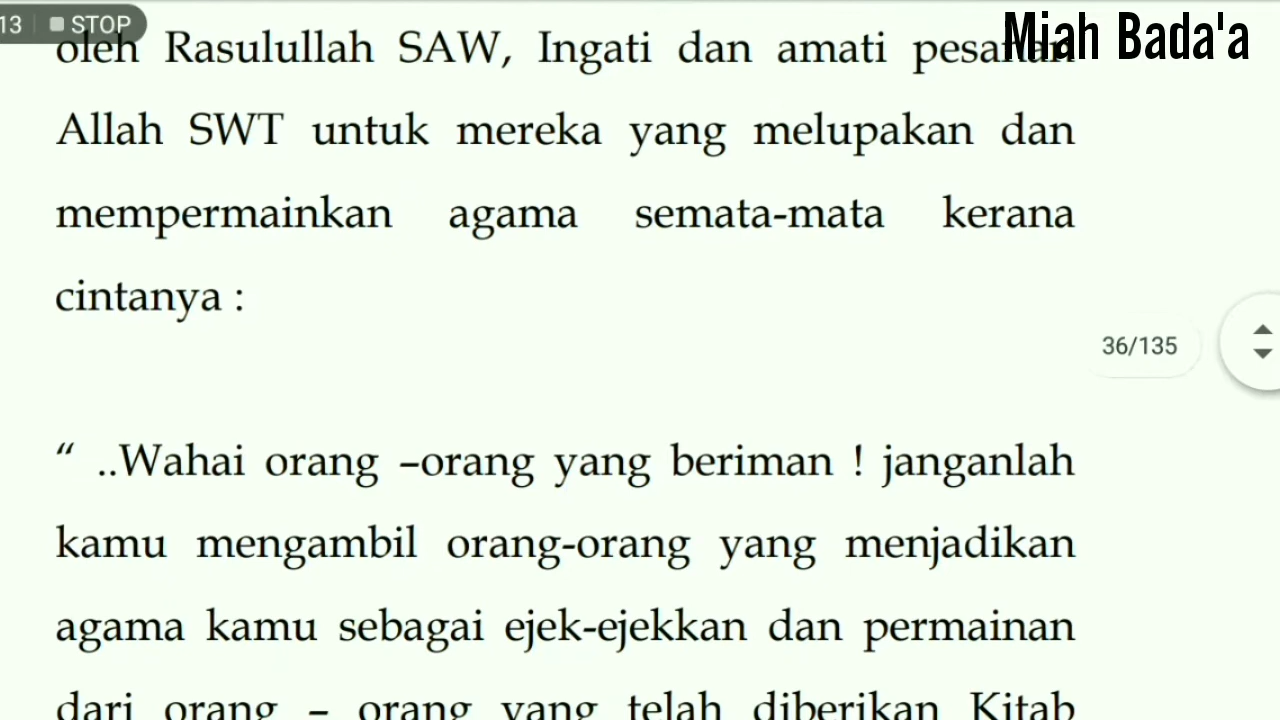 13 STOP
Miah Bada'a
oleh Rasulullah SAW, Ingati dan amati pesanan
Allah SWT untuk mereka yang melupakan dan
mempermainkan agama semata-mata kerana
cintanya :
36/135
“ ..Wahai orang –orang yang beriman ! janganlah
kamu mengambil orang-orang yang menjadikan
agama kamu sebagai ejek-ejekkan dan permainan
dari orang – orang yang telah diberikan Kitab